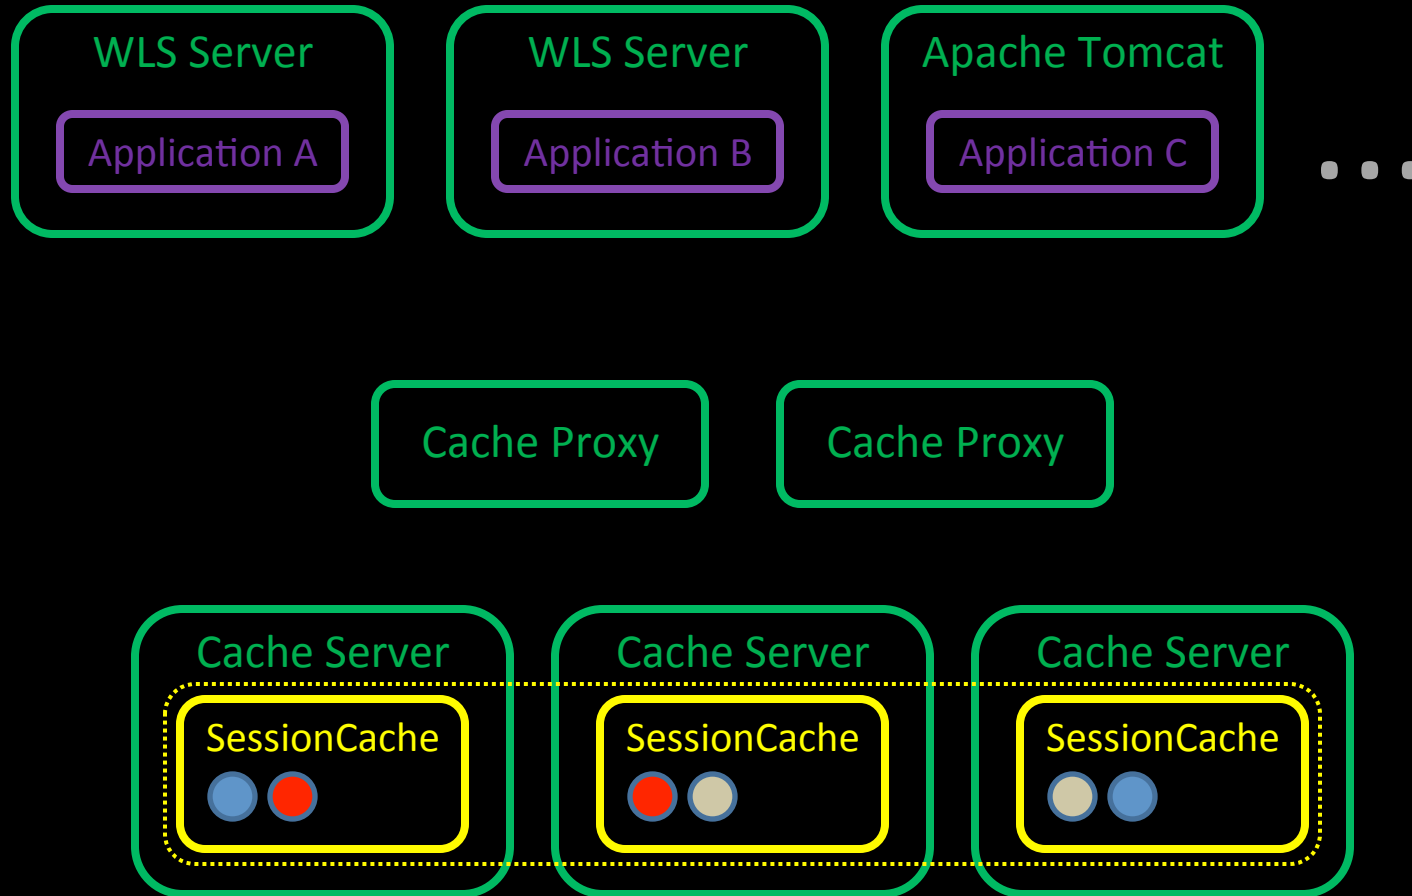 WLS Server
WLS Server
Apache Tomcat
Application A
Application B
Application C
...
Cache Proxy
Cache Proxy
Cache Server
Cache Server
Cache Server
SessionCache
SessionCache
SessionCache